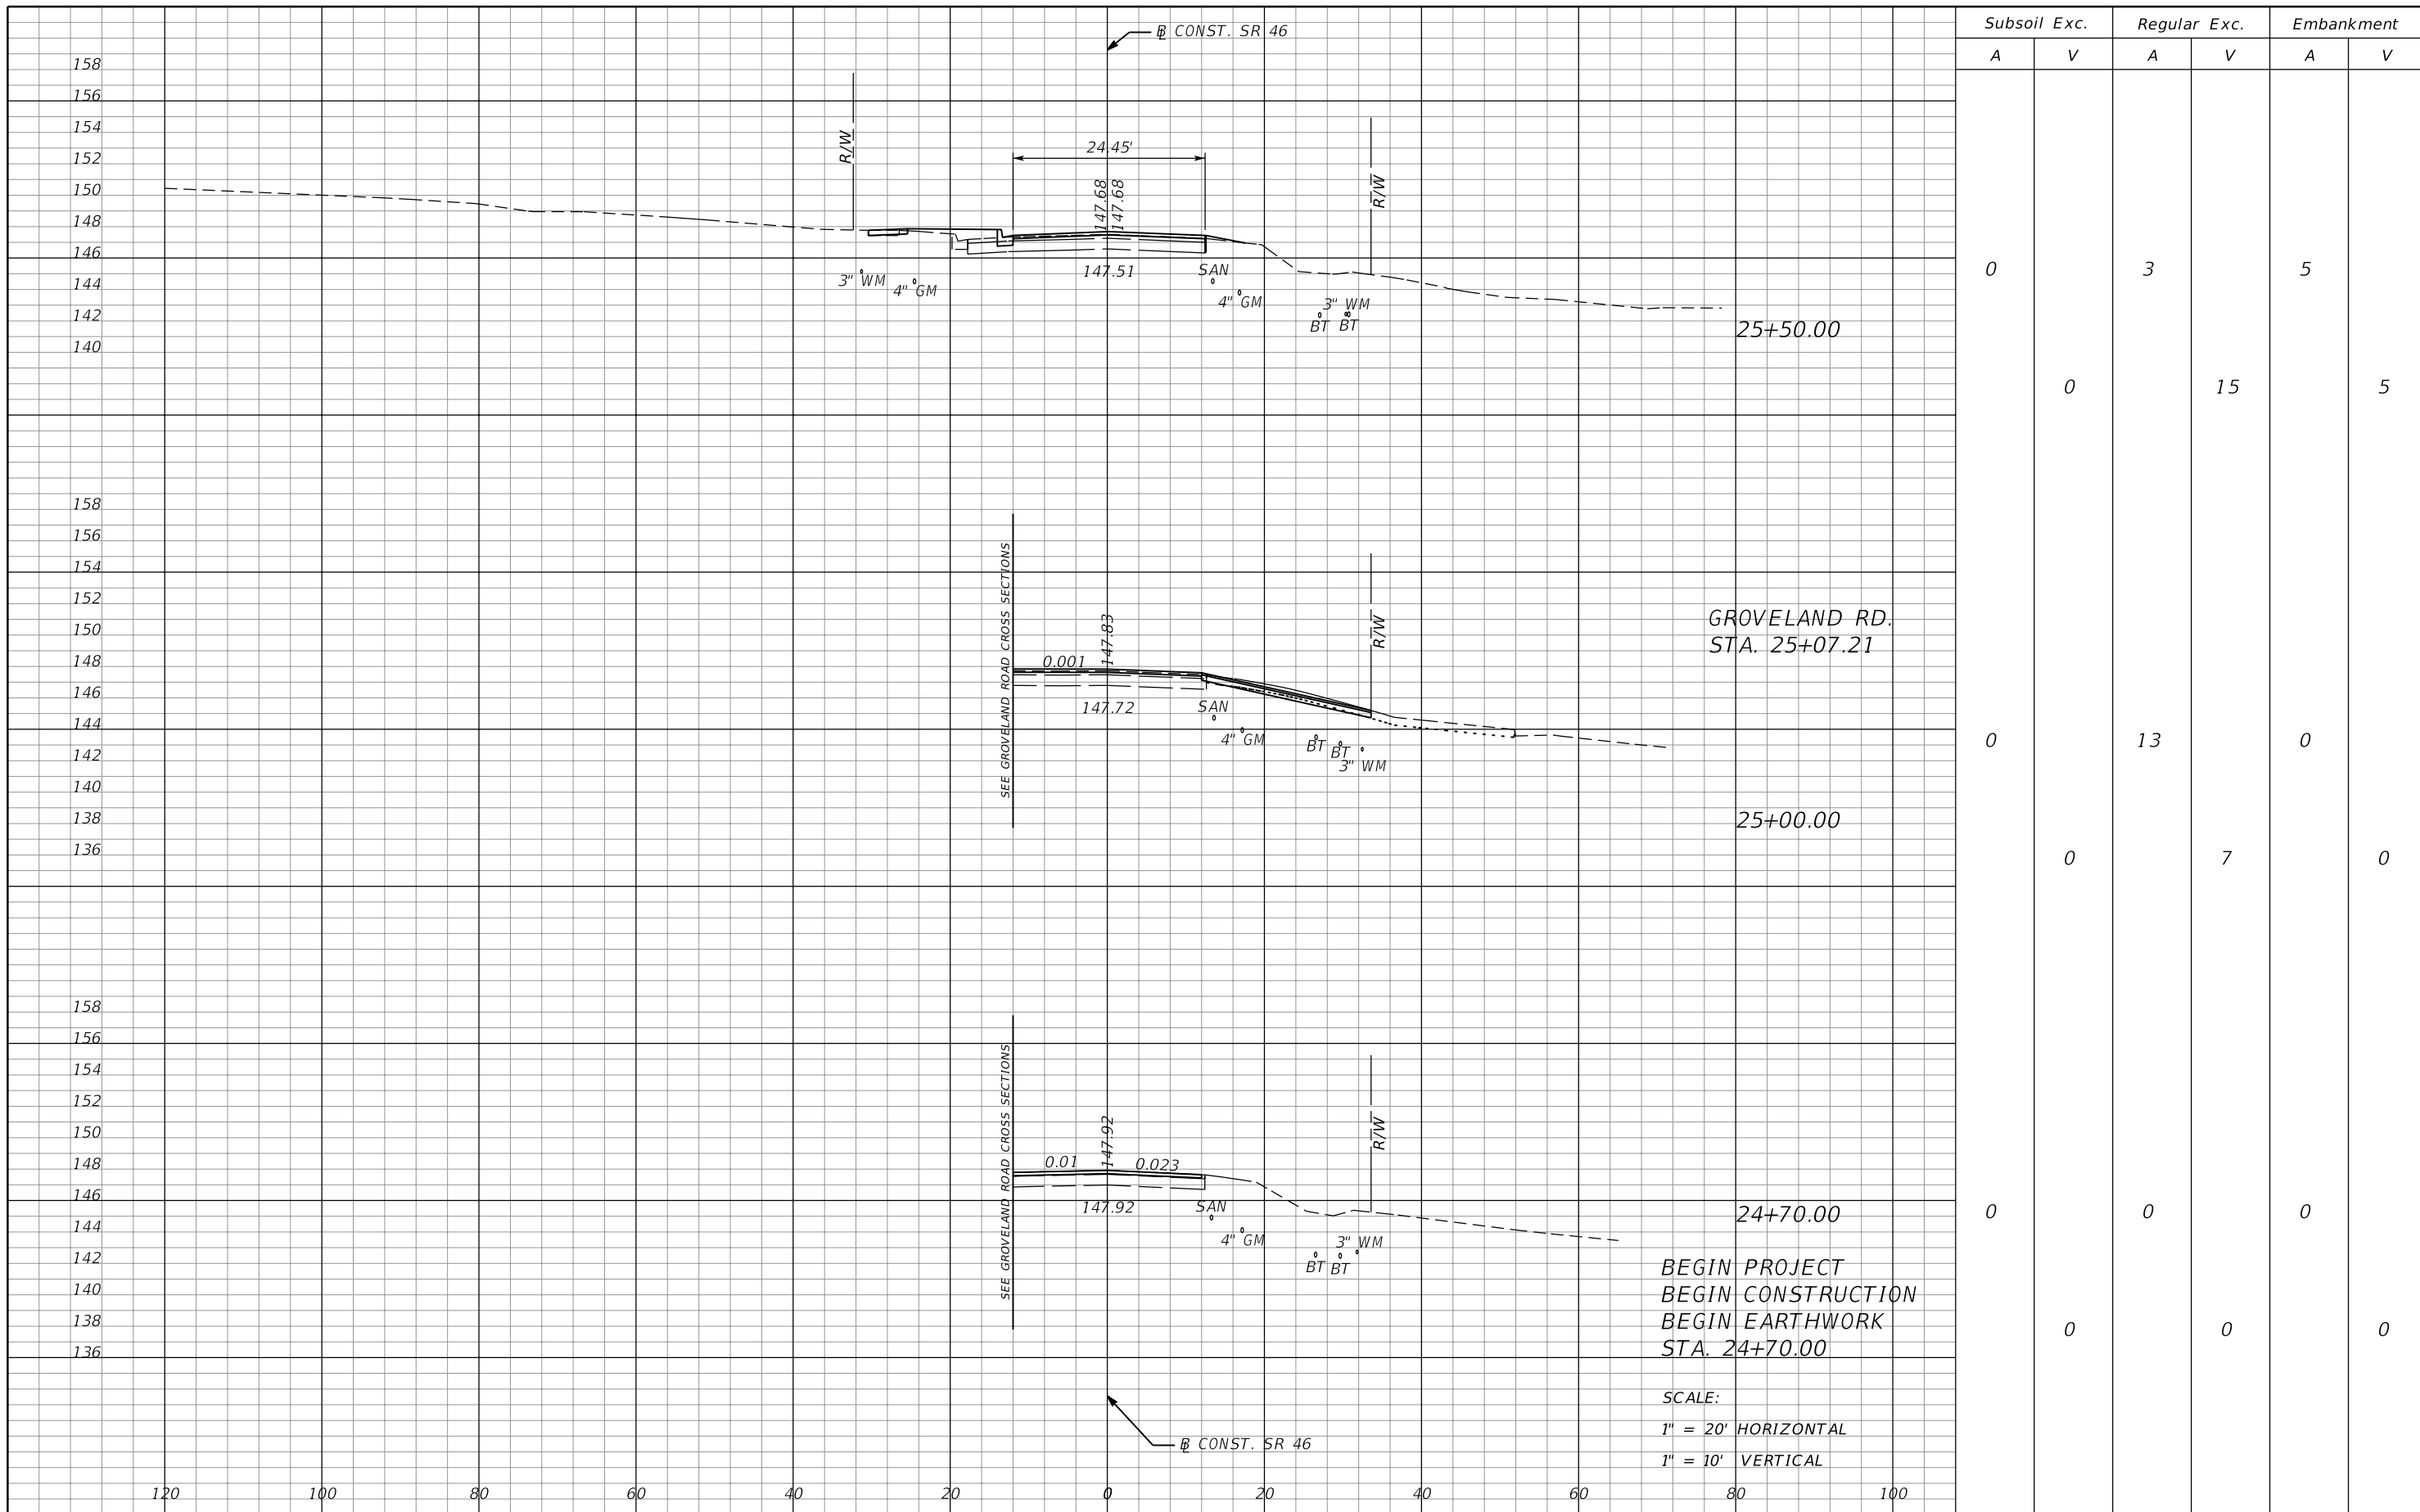 Subsoil Exc. Regular Exc. Embankment
A V A V A V
℄ CONST. SR 46
158
156
154
152
150
148
146
144
142
140
R/W
24.45'
147.68
147.68
R/W
147.51
3" WM
4" GM
SAN
4" GM
3" WM
BT BT
25+50.00
0 3 5
0 15 5
158
156
154
152
150
148
146
144
142
140
138
136
SEE GROVELAND ROAD CROSS SECTIONS
0.001
147.83
R/W
147.72
SAN
4" GM
BT BT
3" WM
GROVELAND RD.
STA. 25+07.21
25+00.00
0 13 0
0 7 0
158
156
154
152
150
148
146
144
142
140
138
136
SEE GROVELAND ROAD CROSS SECTIONS
0.01
147.92
0.023
R/W
147.92
SAN
4" GM
3" WM
BT BT
24+70.00
0 0 0
BEGIN PROJECT
BEGIN CONSTRUCTION
BEGIN EARTHWORK
STA. 24+70.00
0 0 0
SCALE:
1" = 20' HORIZONTAL
1" = 10' VERTICAL
℄ CONST. SR 46
120 100 80 60 40 20 0 20 40 60 80 100